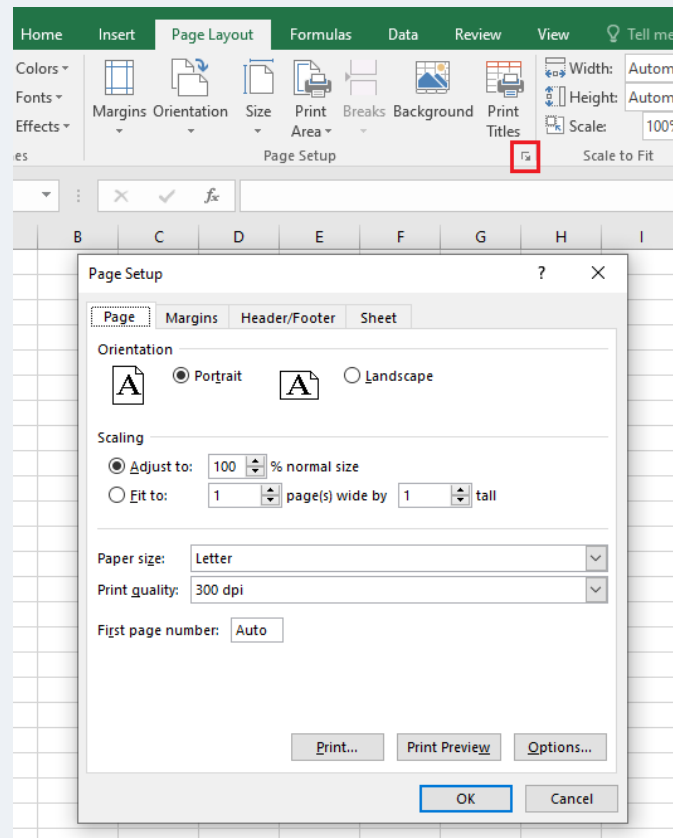 Home Insert Page Layout Formulas Data Review View Tell me
Colors
Fonts
Effects
Margins Orientation Size Print Area Breaks Background Print Titles
Width: Autom
Height: Autom
Scale: 100%
es Page Setup Scale to Fit
fx
B C D E F G H I
Page Setup ? X
Page Margins Header/Footer Sheet
Orientation
A Portrait A Landscape
Scaling
Adjust to: 100 % normal size
Fit to: 1 page(s) wide by 1 tall
Paper size: Letter
Print quality: 300 dpi
First page number: Auto
Print... Print Preview Options...
OK Cancel